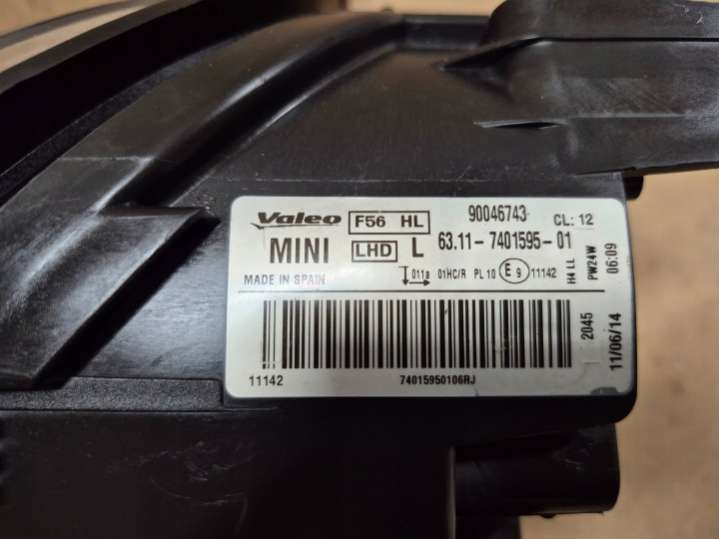 Valeo F56 HL 90046743 CL: 12
MINI LHD L 63.11-7401595-01
MADE IN SPAIN 011a 01HC/R PL 10 E 9 11142
H4 LL PW24W 06:09
2045 11/06/14
11142 74015950106RJ